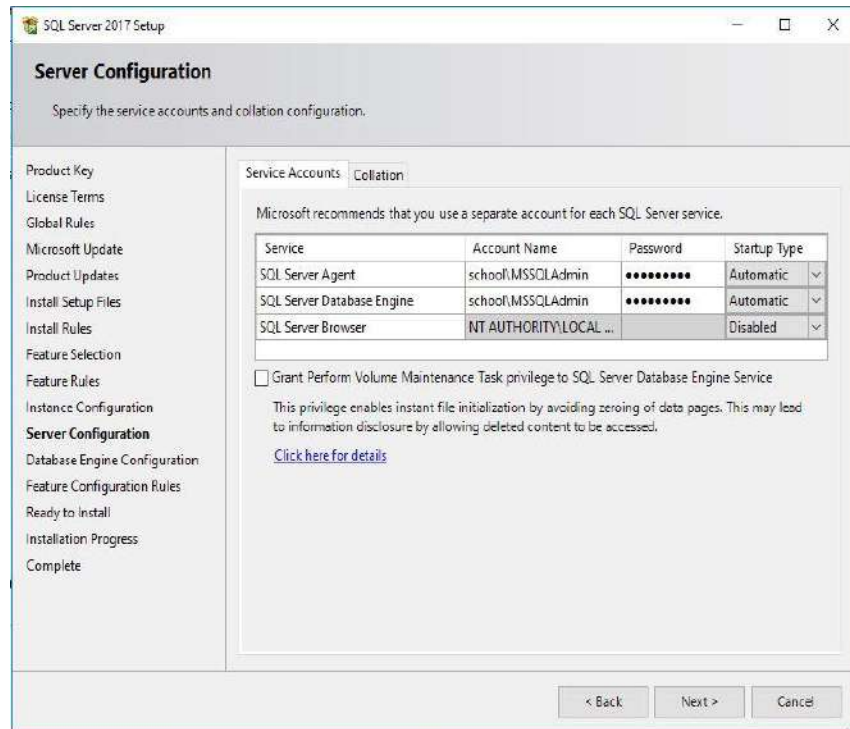 SQL Server 2017 Setup
Server Configuration
Specify the service accounts and collation configuration.
Product Key
License Terms
Global Rules
Microsoft Update
Product Updates
Install Setup Files
Install Rules
Feature Selection
Feature Rules
Instance Configuration
Server Configuration
Database Engine Configuration
Feature Configuration Rules
Ready to Install
Installation Progress
Complete
Service Accounts Collation
Microsoft recommends that you use a separate account for each SQL Server service.
Service Account Name Password Startup Type
SQL Server Agent school\MSSQLAdmin ●●●●●●●●● Automatic
SQL Server Database Engine school\MSSQLAdmin ●●●●●●●●● Automatic
SQL Server Browser NT AUTHORITY\LOCAL ... Disabled
Grant Perform Volume Maintenance Task privilege to SQL Server Database Engine Service
This privilege enables instant file initialization by avoiding zeroing of data pages. This may lead
to information disclosure by allowing deleted content to be accessed.
Click here for details
< Back Next > Cancel